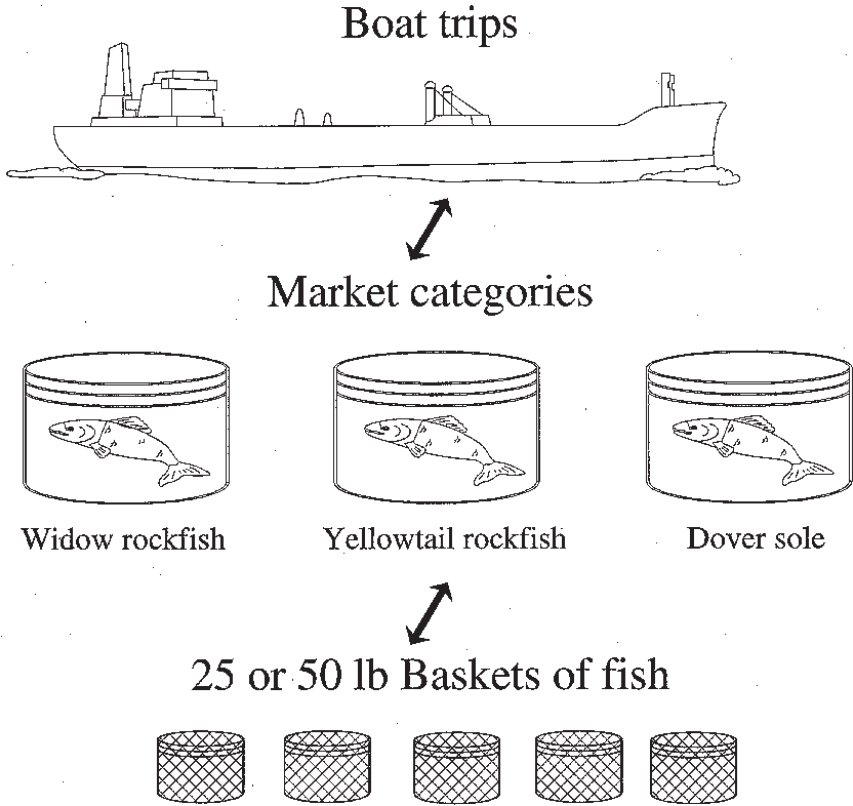 Boat trips
Market categories
Widow rockfish
Yellowtail rockfish
Dover sole
25 or 50 lb Baskets of fish